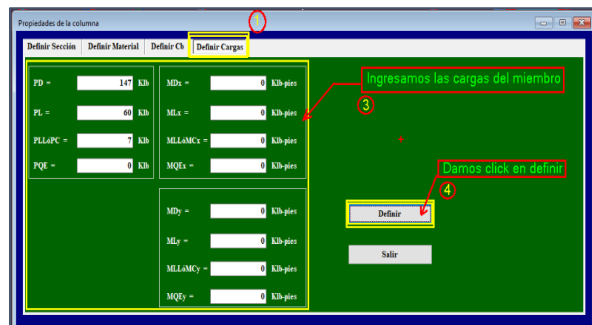 Propiedades de la columna
1
Definir Sección Definir Material Definir Cb Definir Cargas
PD = 147 Klb MDx = 0 Klb-pies
PL = 60 Klb MLx = 0 Klb-pies
PLLóPC = 7 Klb MLLóMCx = 0 Klb-pies
PQE = 0 Klb MQEx = 0 Klb-pies
MDy = 0 Klb-pies
MLy = 0 Klb-pies
MLLóMCy = 0 Klb-pies
MQEy = 0 Klb-pies
Ingresamos las cargas del miembro
3
Damos click en definir
4
Definir
Salir